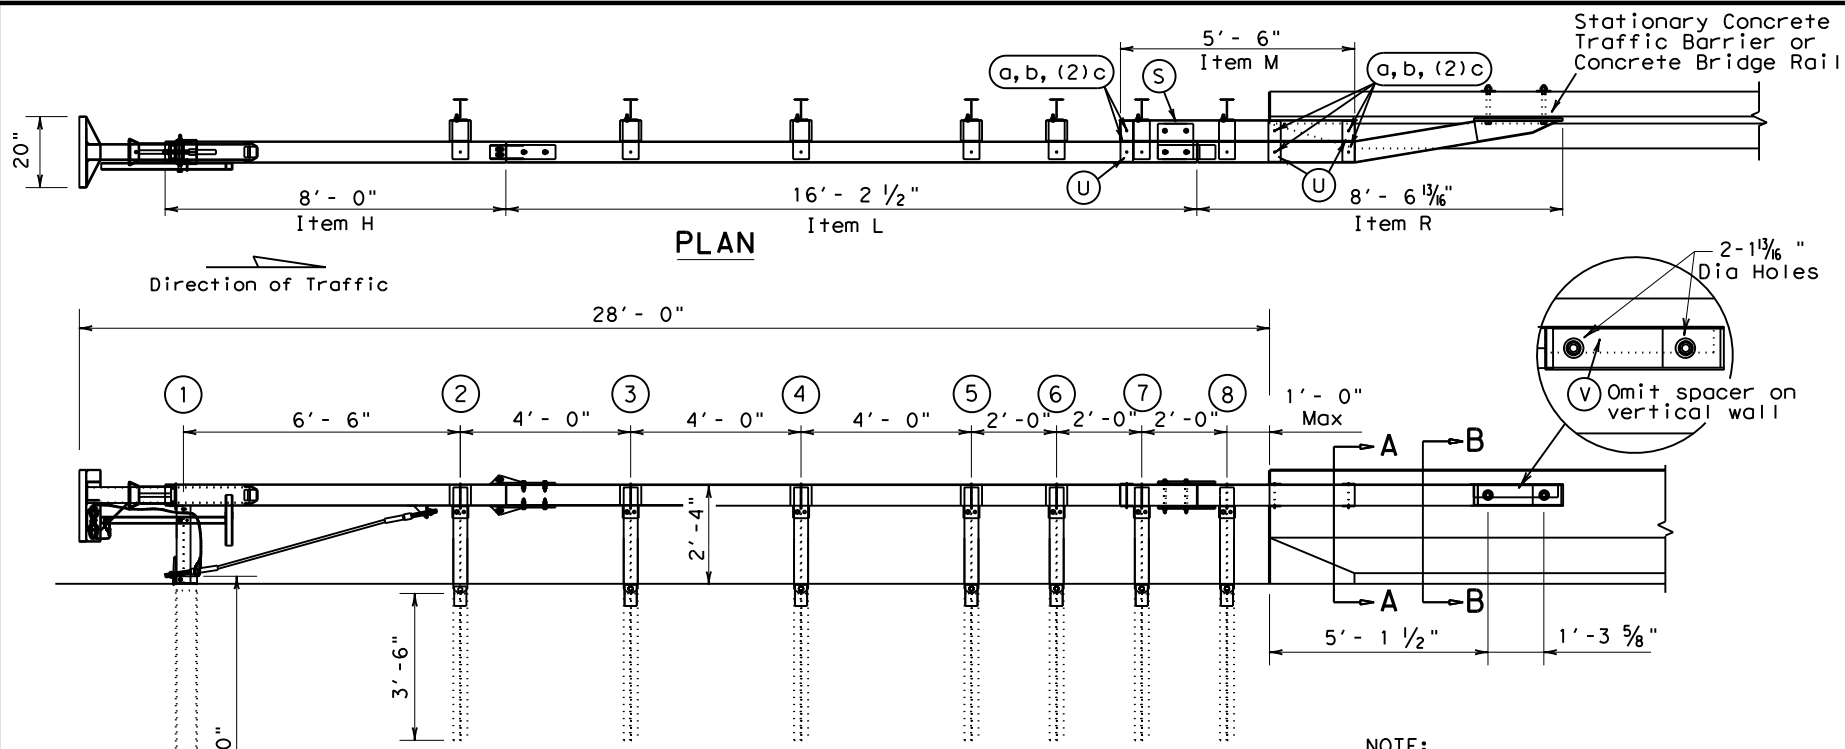 Stationary Concrete
Traffic Barrier or
Concrete Bridge Rail
5'- 6"
Item M
a, b, (2)c
S
a, b, (2)c
20"
U
U
8'- 0"
Item H
16'- 2 1/2"
Item L
8'- 6 13/16"
Item R
PLAN
Direction of Traffic
2-1 13/16 "
Dia Holes
28'- 0"
V Omit spacer on
vertical wall
1 2 3 4 5 6 7 8
6'- 6" 4'- 0" 4'- 0" 4'- 0" 2'-0" 2'-0" 2'-0"
1'- 0"
Max
A B
2'-4"
A B
5'- 1 1/2" 1'-3 5/8"
3'-6"
0"
NOTE: